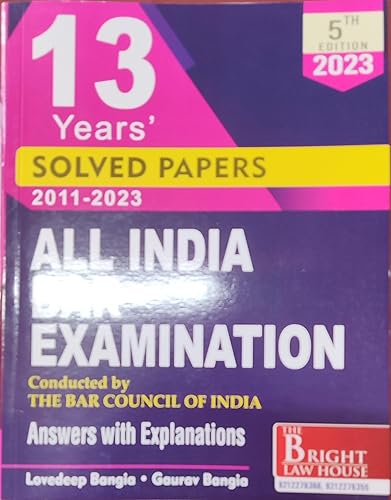 13
Years'
5TH
EDITION
2023
SOLVED PAPERS
2011-2023
ALL INDIA
BAR
EXAMINATION
Conducted by
THE BAR COUNCIL OF INDIA
Answers with Explanations
Lovedeep Bangia • Gaurav Bangia
THE
BRIGHT
LAW HOUSE